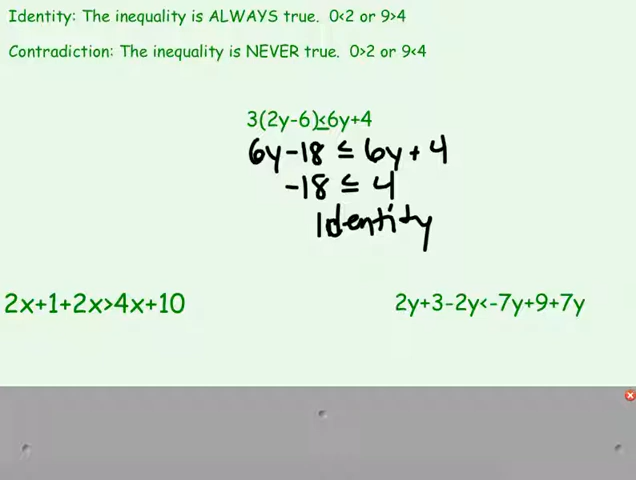 Identity: The inequality is ALWAYS true. 0<2 or 9>4
Contradiction: The inequality is NEVER true. 0>2 or 9<4
3(2y-6)≤6y+4
6y-18 ≤ 6y+4
-18 ≤ 4
Identity
2x+1+2x>4x+10
2y+3-2y<-7y+9+7y